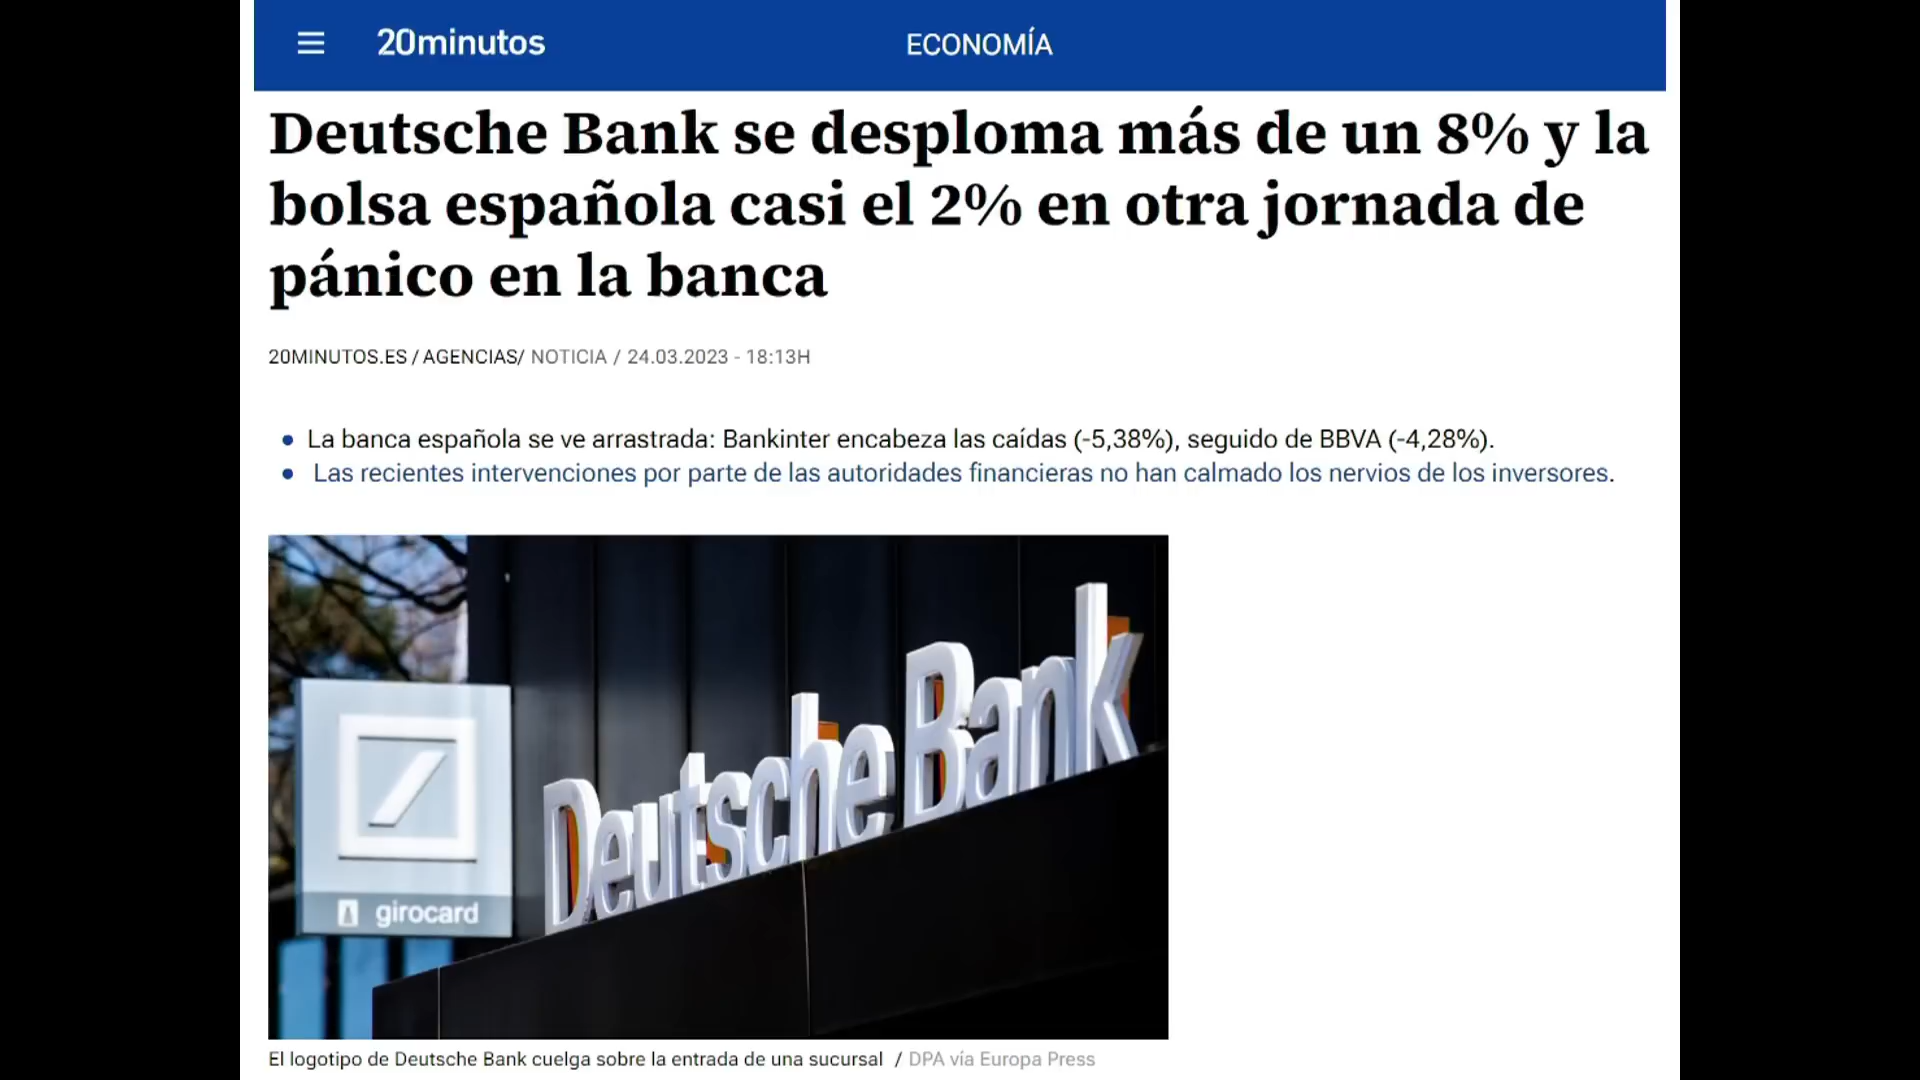 20minutos
ECONOMÍA
Deutsche Bank se desploma más de un 8% y la
bolsa española casi el 2% en otra jornada de
pánico en la banca
20MINUTOS.ES / AGENCIAS/ NOTICIA / 24.03.2023 - 18:13H
La banca española se ve arrastrada: Bankinter encabeza las caídas (-5,38%), seguido de BBVA (-4,28%).
Las recientes intervenciones por parte de las autoridades financieras no han calmado los nervios de los inversores.
Deutsche Bank
girocard
El logotipo de Deutsche Bank cuelga sobre la entrada de una sucursal / DPA vía Europa Press